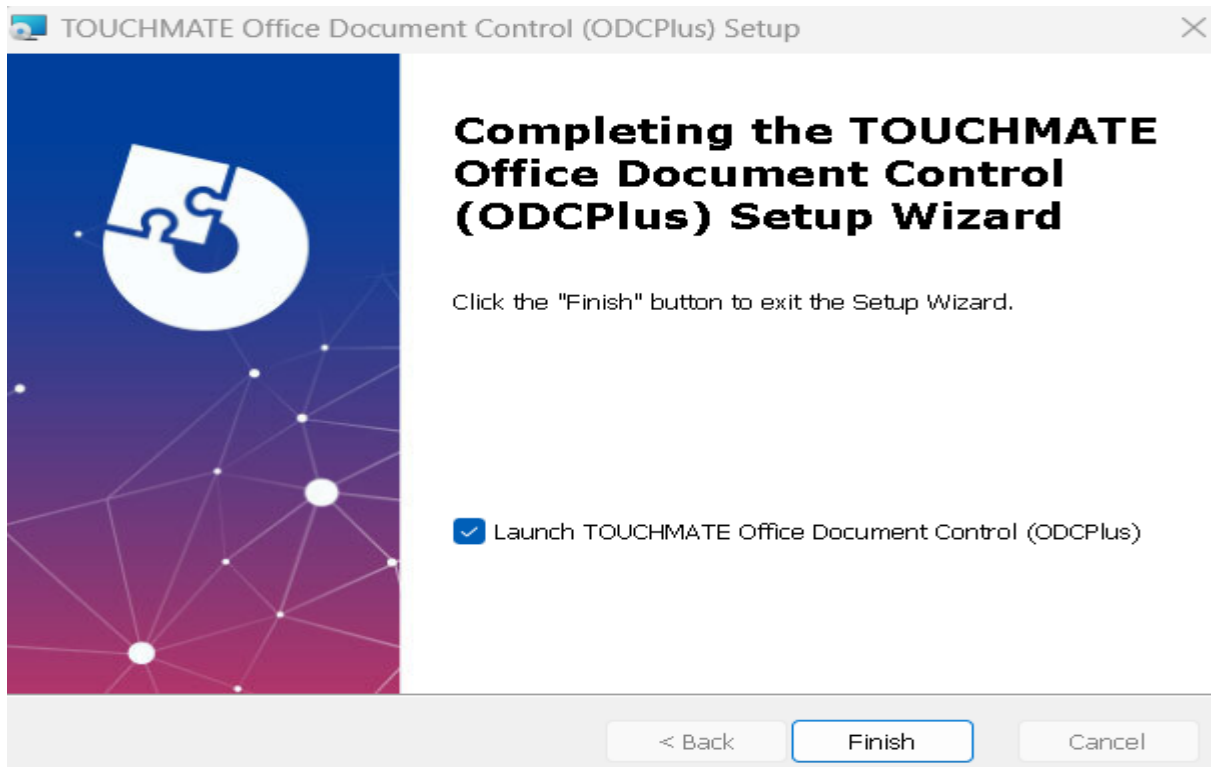 TOUCHMATE Office Document Control (ODCPlus) Setup
Completing the TOUCHMATE
Office Document Control
(ODCPlus) Setup Wizard
Click the "Finish" button to exit the Setup Wizard.
Launch TOUCHMATE Office Document Control (ODCPlus)
< Back
Finish
Cancel